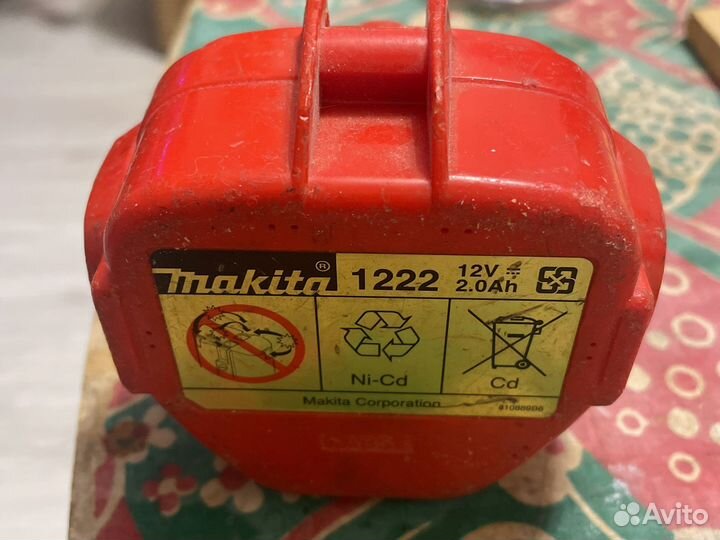 makita® 1222 12V 2.0Ah
Ni-Cd
Cd
Makita Corporation
Avito